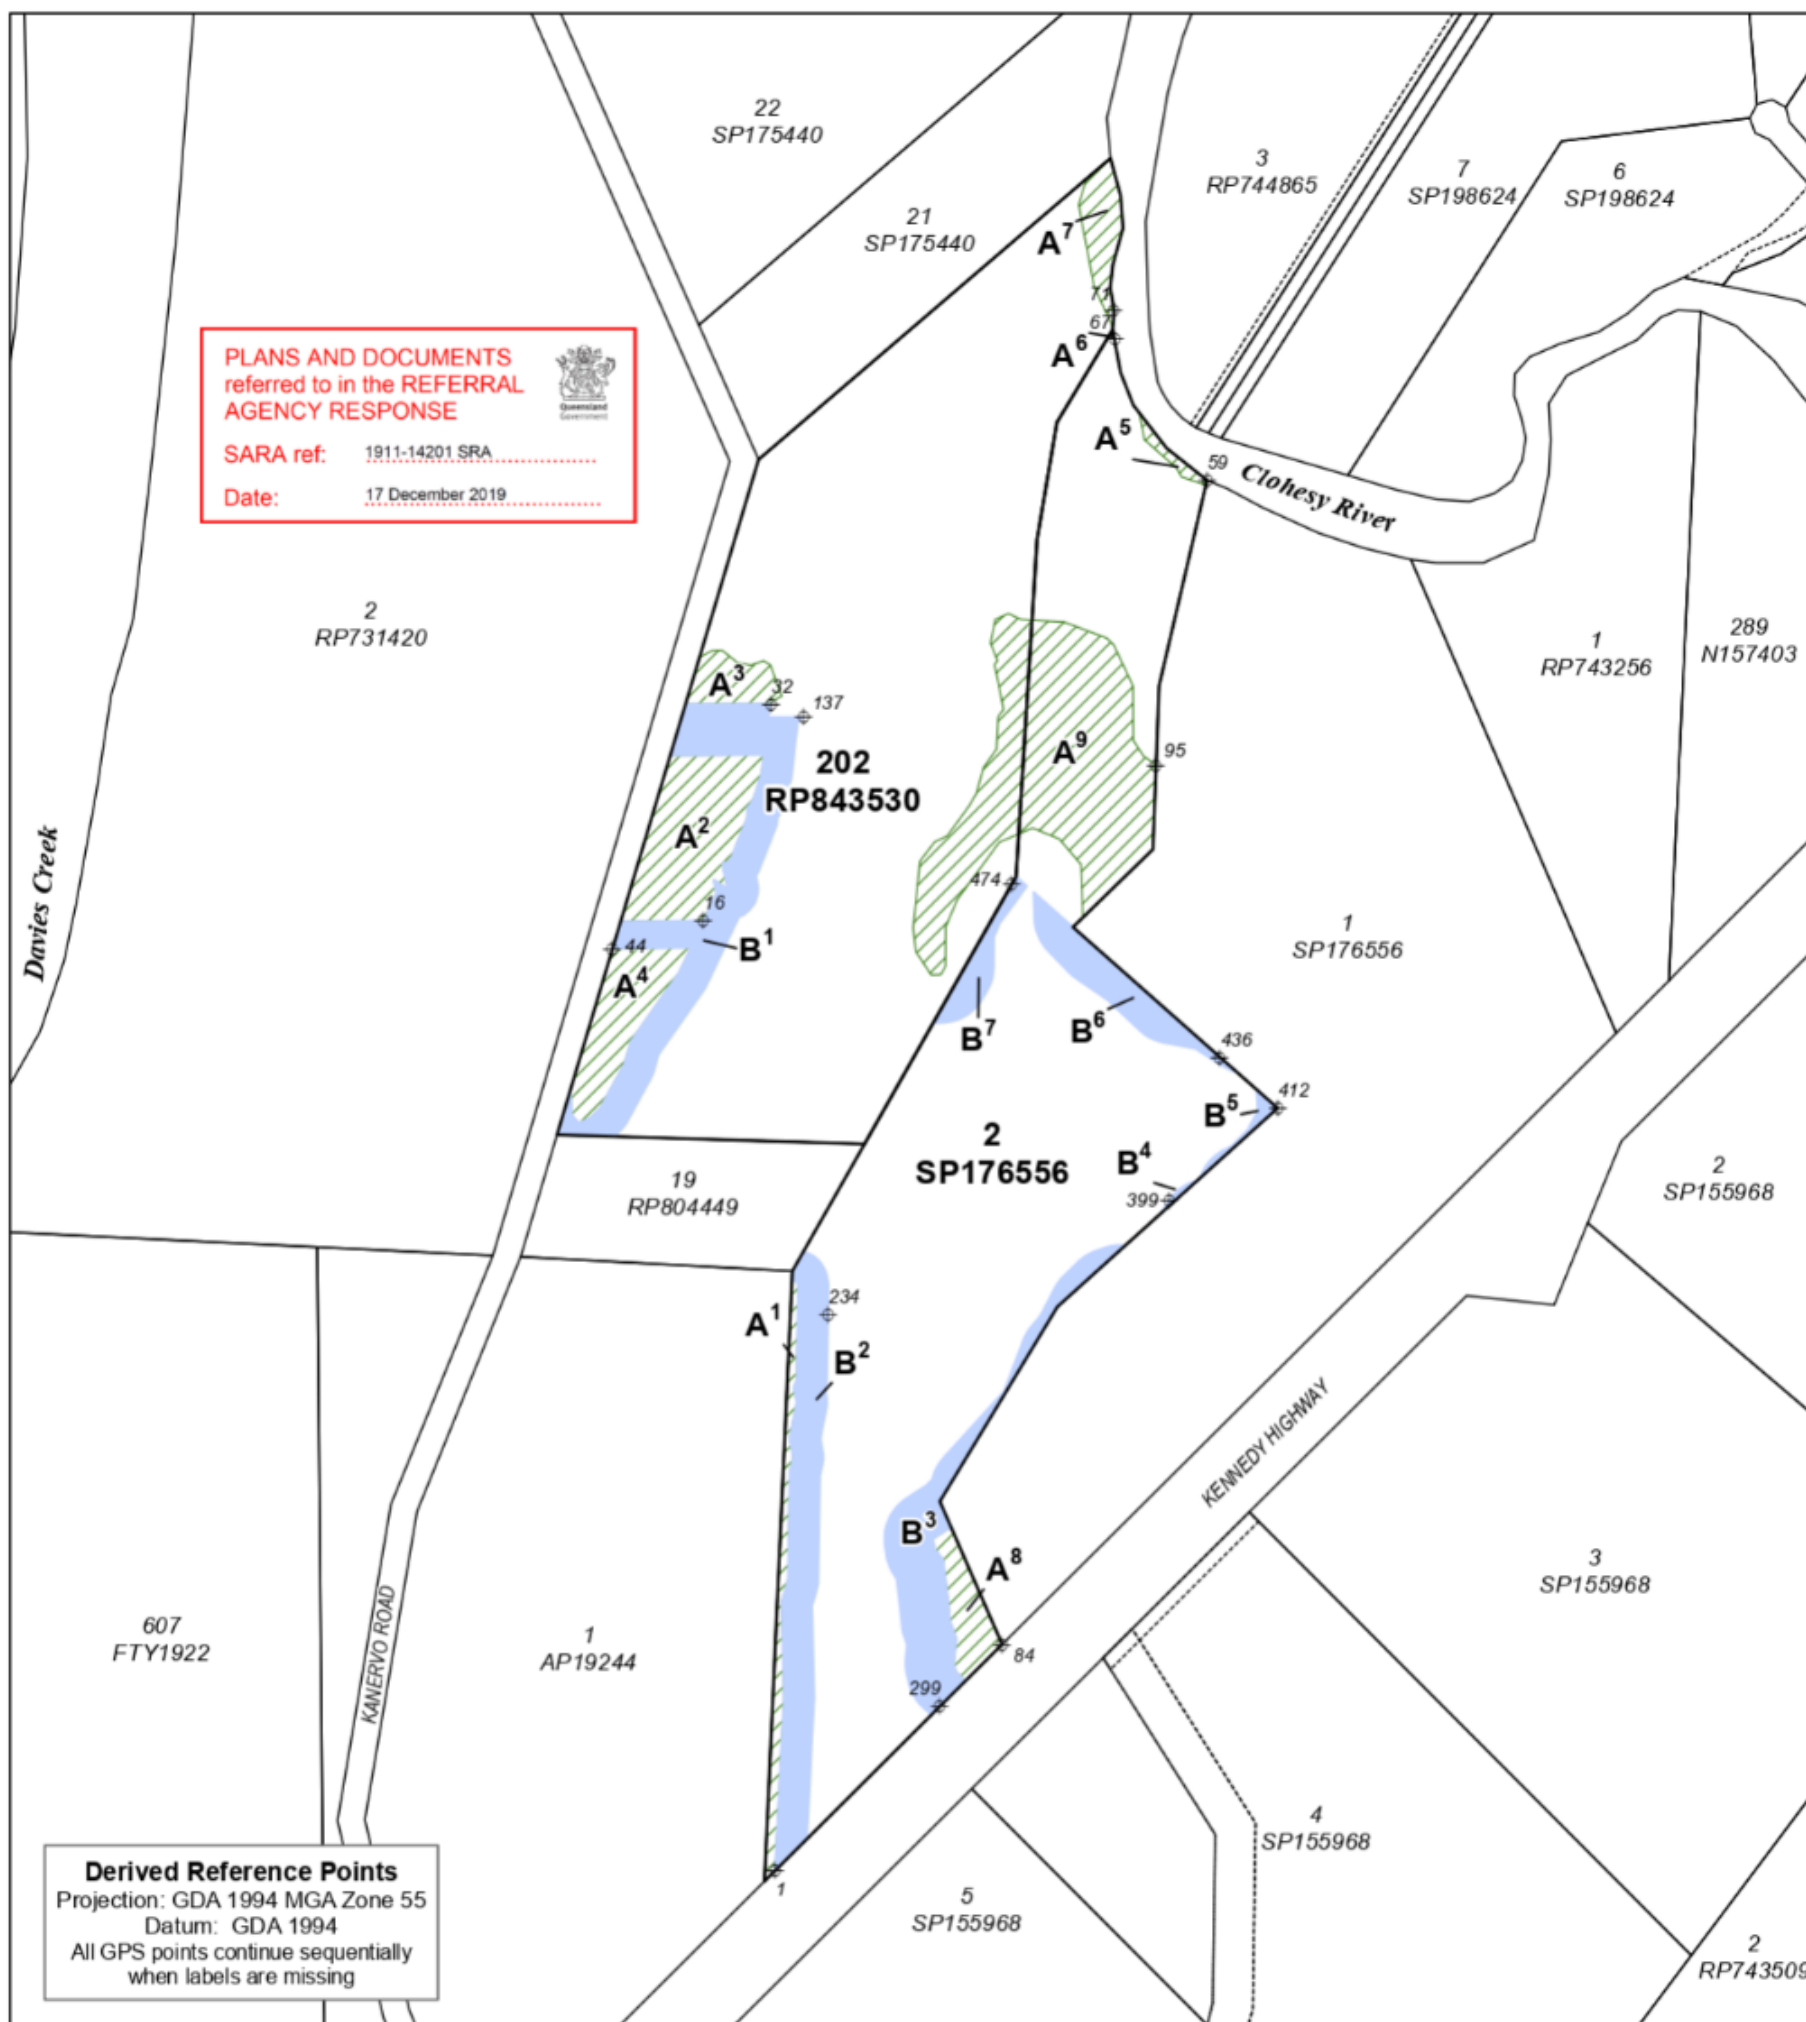 22
SP175440
3
RP744865
7
SP198624
6
SP198624
21
SP175440
A7
71
67
A6
PLANS AND DOCUMENTS
referred to in the REFERRAL
AGENCY RESPONSE
Queensland
Government
SARA ref: 1911-14201 SRA
Date: 17 December 2019
A5
59
Clohesy River
2
RP731420
1
RP743256
289
N157403
A3
32
137
202
RP843530
A9
95
A2
Davies Creek
474
16
44
B1
A4
1
SP176556
B7
B6
436
412
B5
2
SP176556
B4
399
19
RP804449
2
SP155968
234
A1
B2
KENNEDY HIGHWAY
B3
A8
3
SP155968
607
FTY1922
KANERVO ROAD
1
AP19244
84
299
4
SP155968
1
5
SP155968
2
RP743509
Derived Reference Points
Projection: GDA 1994 MGA Zone 55
Datum: GDA 1994
All GPS points continue sequentially
when labels are missing